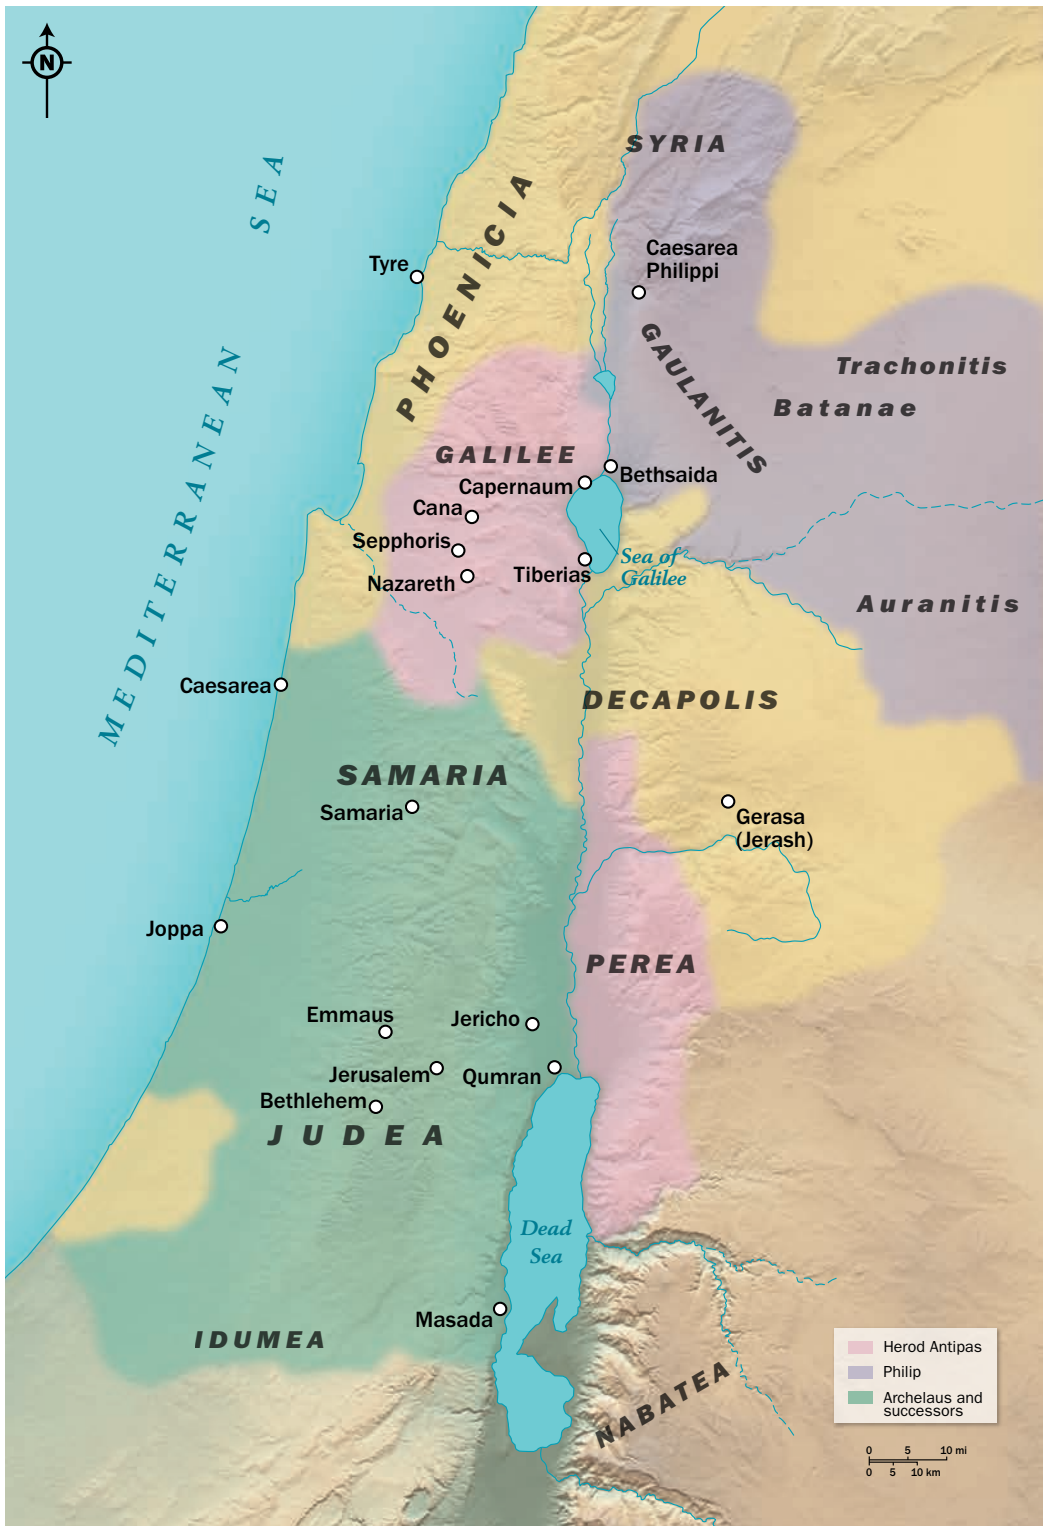 N
SYRIA
MEDITERRANEAN SEA
PHOENICIA
Tyre
Caesarea
Philippi
GAULANITIS
Trachonitis
Batanae
GALILEE
Bethsaida
Capernaum
Cana
Sepphoris
Sea of
Galilee
Tiberias
Nazareth
Auranitis
Caesarea
DECAPOLIS
SAMARIA
Samaria
Gerasa
(Jerash)
Joppa
PEREA
Emmaus
Jericho
Jerusalem
Qumran
Bethlehem
JUDEA
Dead
Sea
Masada
IDUMEA
NABATEA
Herod Antipas
Philip
Archelaus and
successors
0 5 10 mi
0 5 10 km